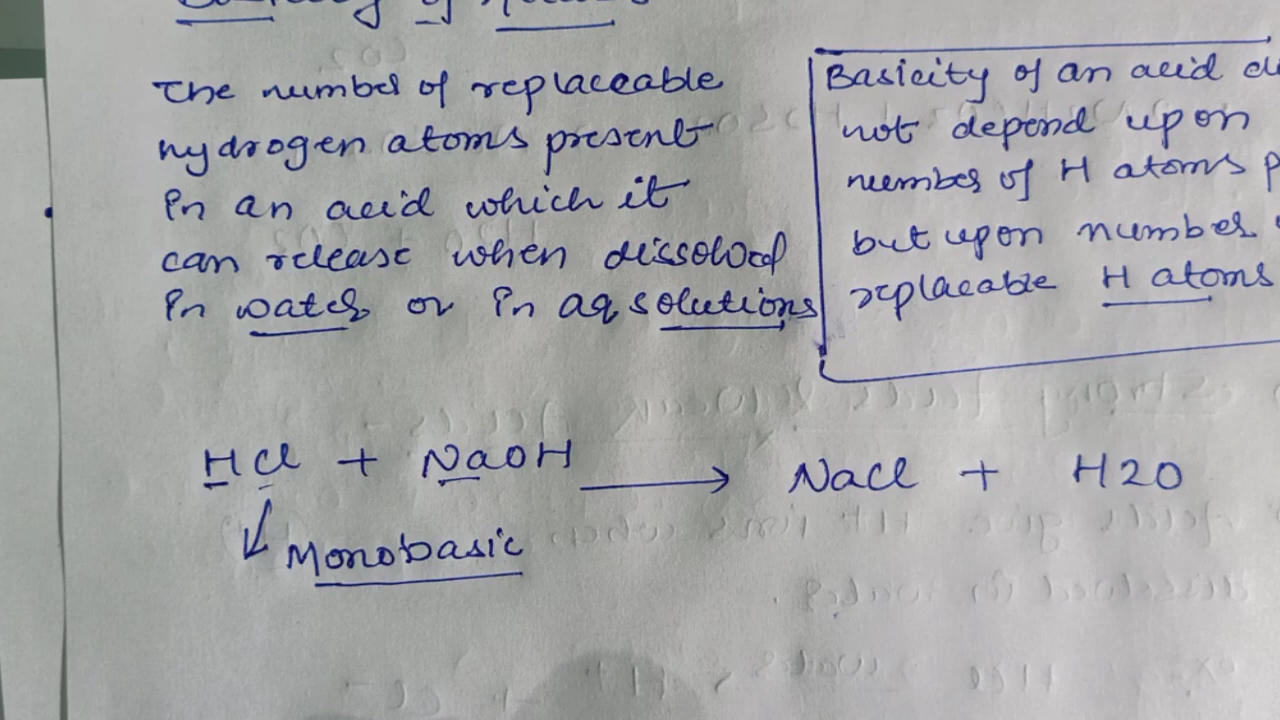 The number of replaceable
hydrogen atoms present
in an acid which it
can release when dissolved
in water or in aq solutions
Basicity of an acid
not depend upon
number of H atoms
but upon number
replaceable H atoms
HCl + NaOH → NaCl + H2O
Monobasic